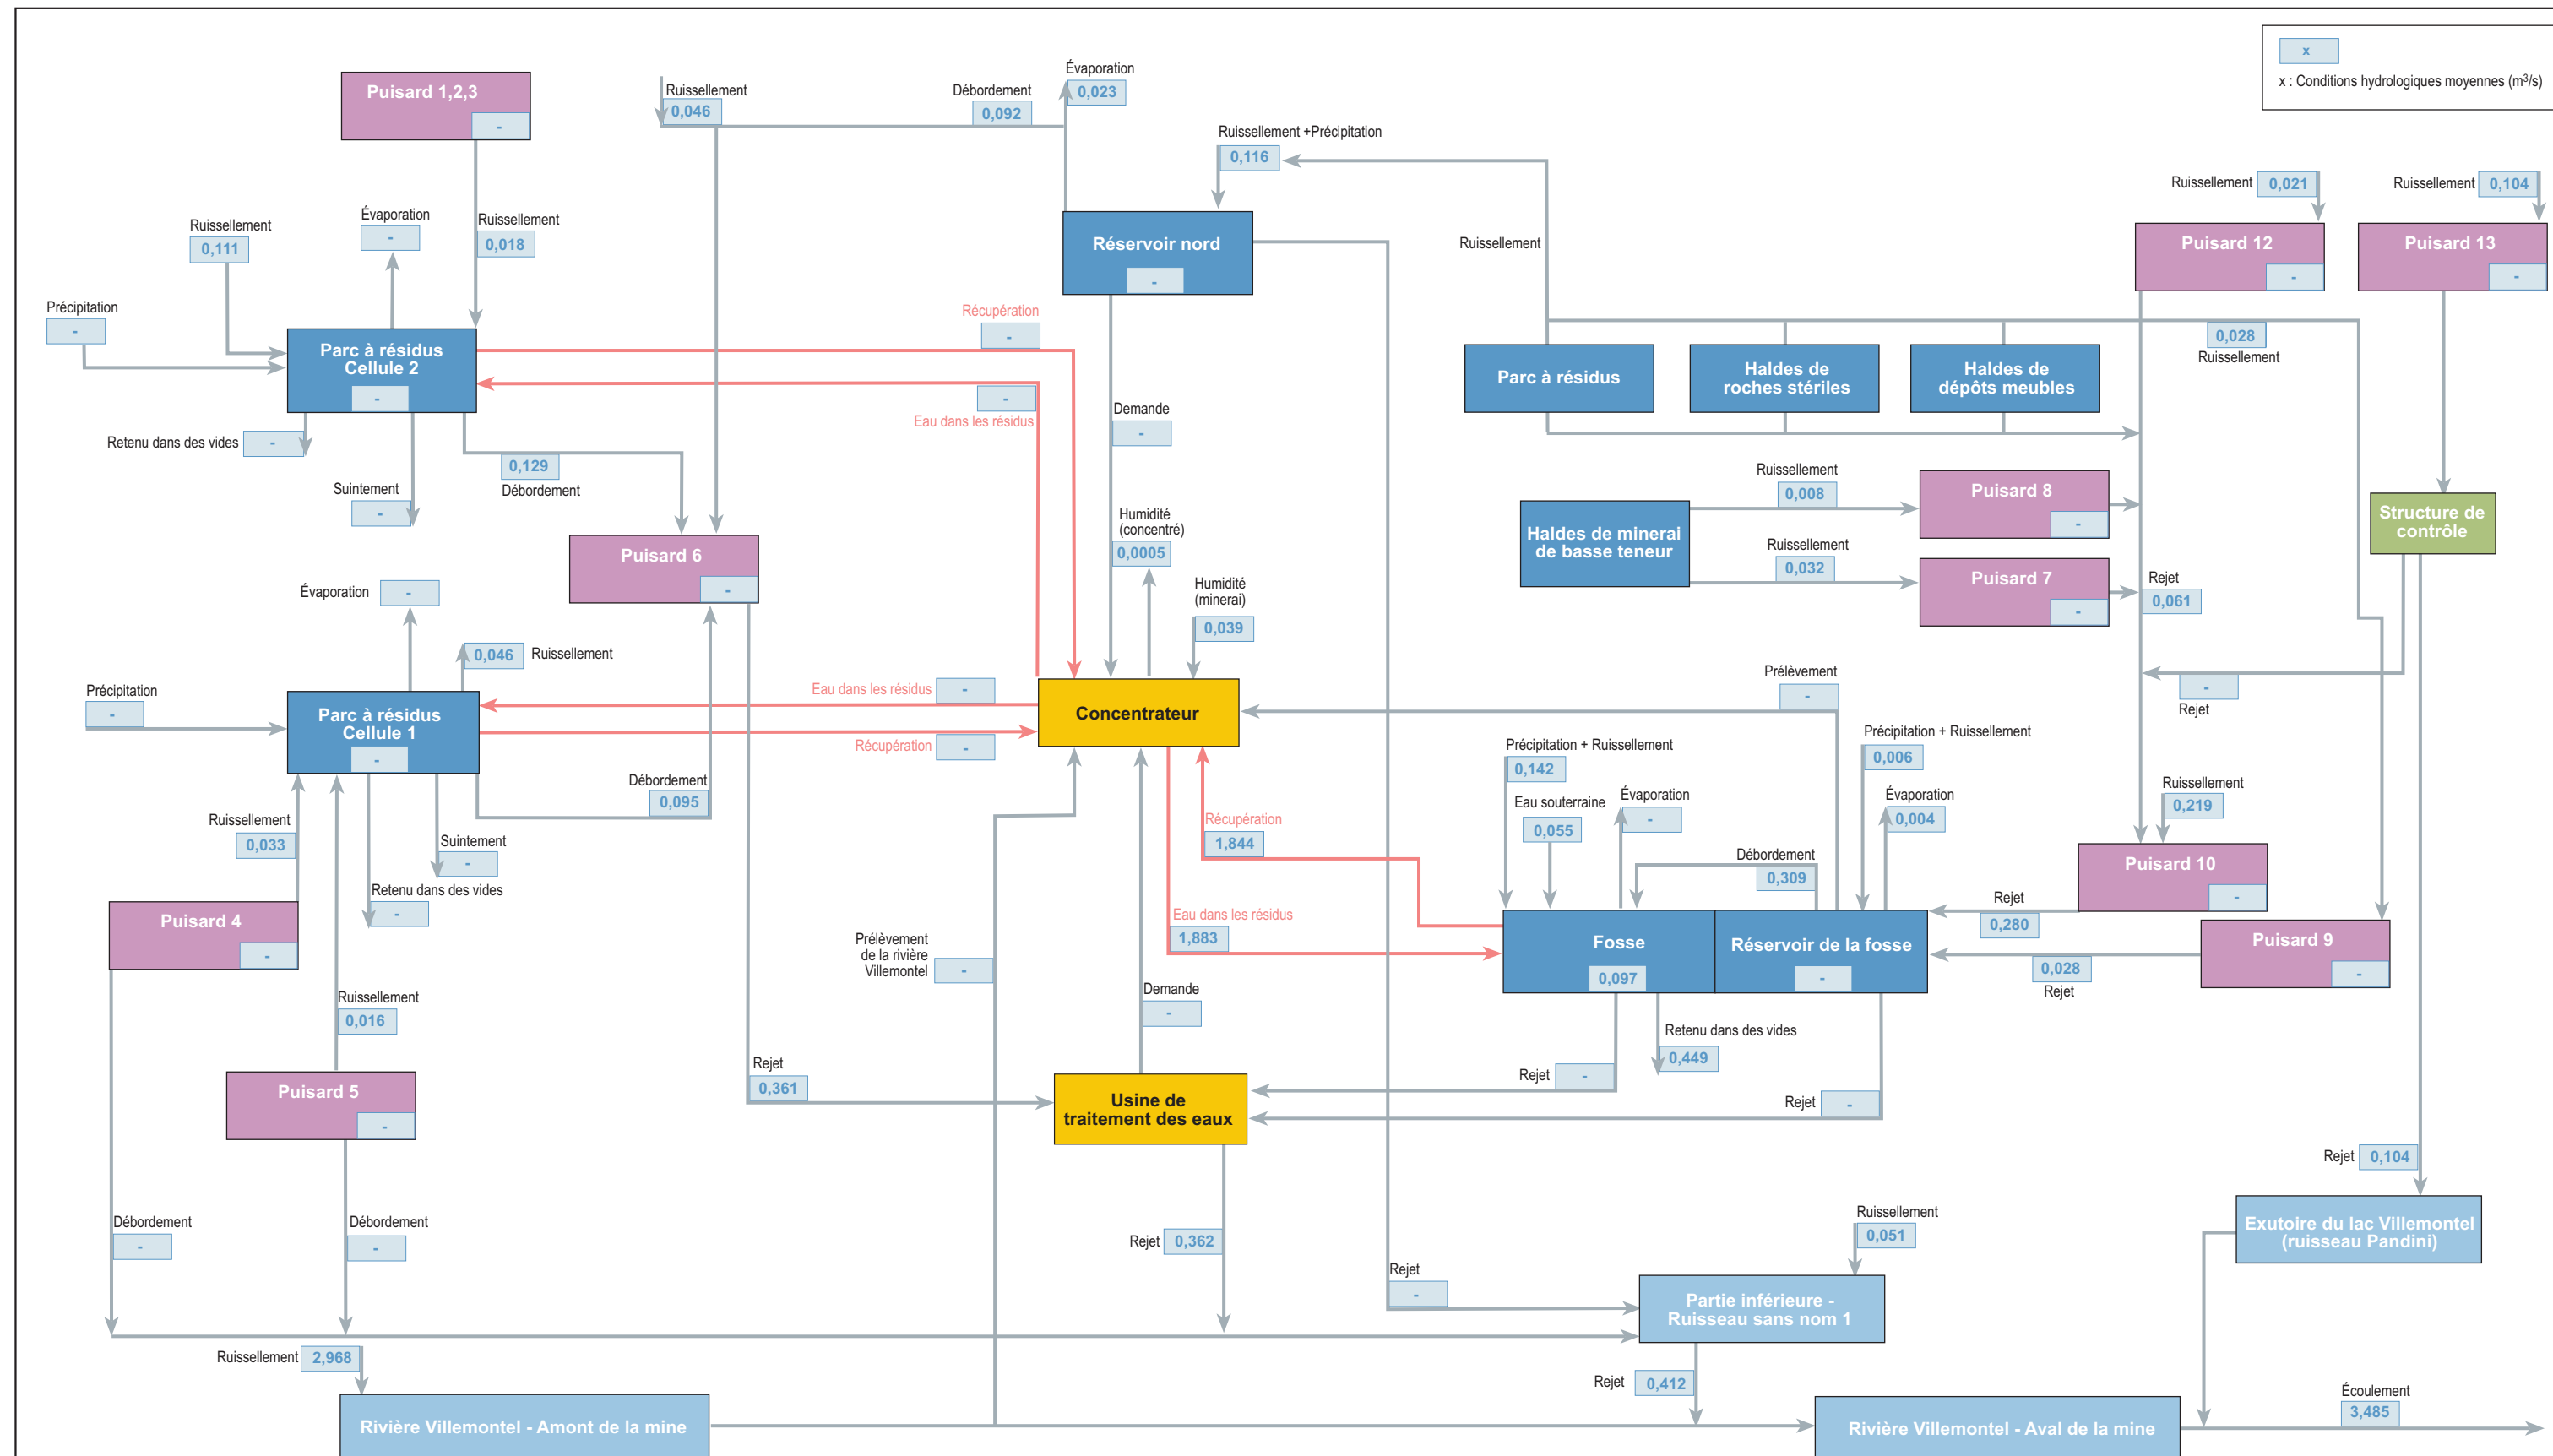 x
x : Conditions hydrologiques moyennes (m³/s)
Puisard 1,2,3
-
Ruissellement
0,046
Débordement
0,092
Évaporation
0,023
Ruissellement +Précipitation
0,116
Ruissellement
0,021
Ruissellement
0,104
Ruissellement
0,111
Évaporation
-
Ruissellement
0,018
Réservoir nord
-
Ruissellement
Puisard 12
-
Puisard 13
-
Précipitation
-
Parc à résidus
Cellule 2
-
Récupération
-
-
Eau dans les résidus
0,028
Ruissellement
Parc à résidus
Haldes de
roches stériles
Haldes de
dépôts meubles
Demande
-
Retenu dans des vides
-
0,129
Débordement
Suintement
-
Humidité
(concentré)
0,0005
Humidité
(minerai)
0,039
Haldes de minerai
de basse teneur
Ruissellement
0,008
Puisard 8
-
Ruissellement
0,032
Puisard 7
-
Structure de
contrôle
Rejet
0,061
Puisard 6
-
Évaporation
-
0,046
Ruissellement
Précipitation
-
Parc à résidus
Cellule 1
-
Eau dans les résidus
-
Récupération
-
Concentrateur
Prélèvement
-
-
Rejet
Précipitation + Ruissellement
0,142
Précipitation + Ruissellement
0,006
Débordement
0,095
Eau souterraine
0,055
Évaporation
-
Évaporation
0,004
Ruissellement
0,219
Ruissellement
0,033
Suintement
-
Récupération
1,844
Débordement
0,309
Puisard 10
-
Retenu dans des vides
-
Puisard 4
-
Eau dans les résidus
1,883
Rejet
0,280
Fosse
0,097
Réservoir de la fosse
-
Puisard 9
-
0,028
Rejet
Prélèvement
de la rivière
Villemontel
-
Ruissellement
0,016
Demande
-
Retenu dans des vides
0,449
Puisard 5
-
Rejet
0,361
Usine de
traitement des eaux
Rejet
-
Rejet
-
Rejet
0,104
Débordement
-
Débordement
-
Rejet
0,362
Ruissellement
0,051
Exutoire du lac Villemontel
(ruisseau Pandini)
Rejet
-
Partie inférieure -
Ruisseau sans nom 1
Ruissellement
2,968
Rejet
0,412
Écoulement
3,485
Rivière Villemontel - Amont de la mine
Rivière Villemontel - Aval de la mine